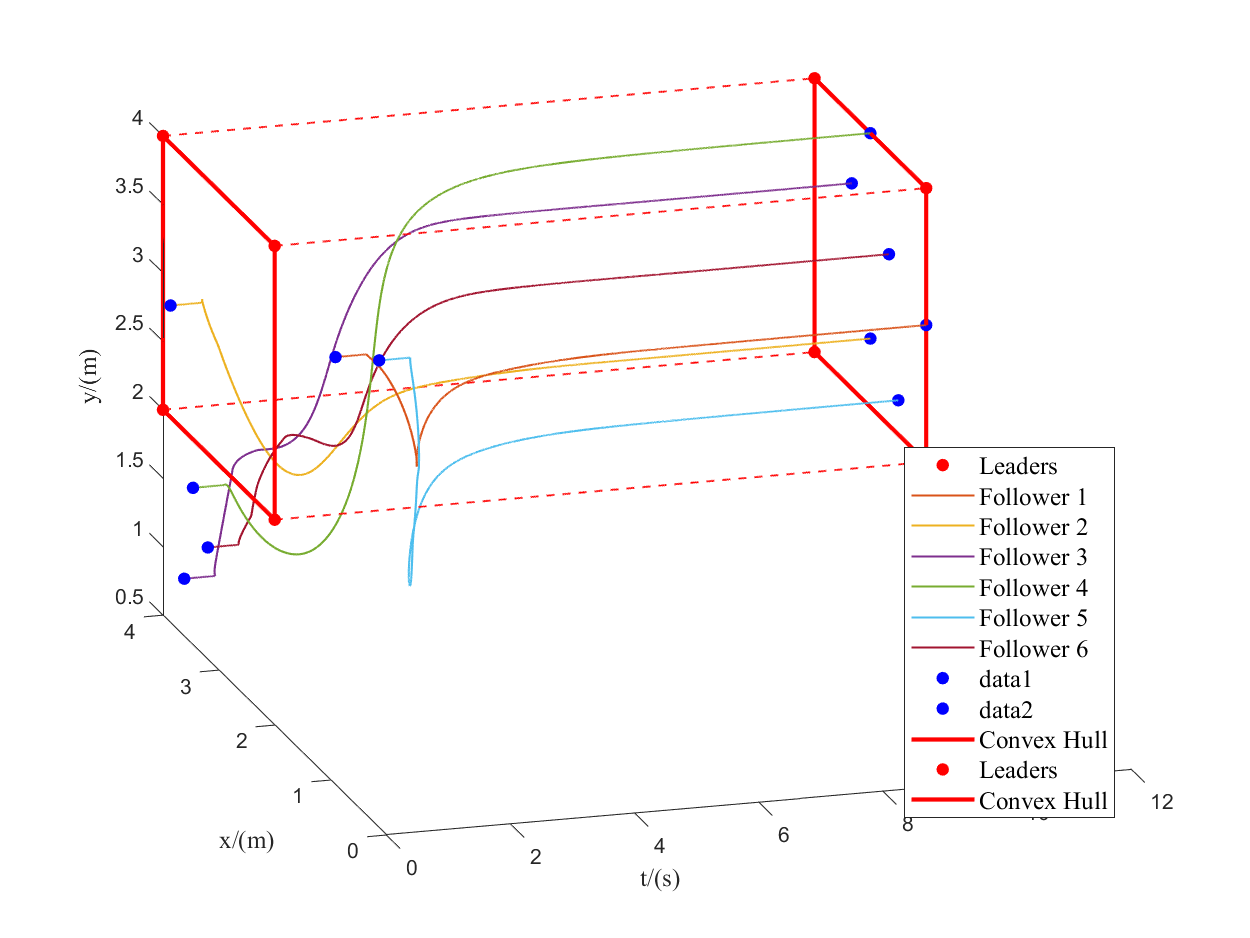 4
3.5
3
2.5
2
1.5
1
0.5
y/(m)
4
3
2
1
0
x/(m)
0
2
4
6
8
12
t/(s)
Leaders
Follower 1
Follower 2
Follower 3
Follower 4
Follower 5
Follower 6
data1
data2
Convex Hull
Leaders
Convex Hull